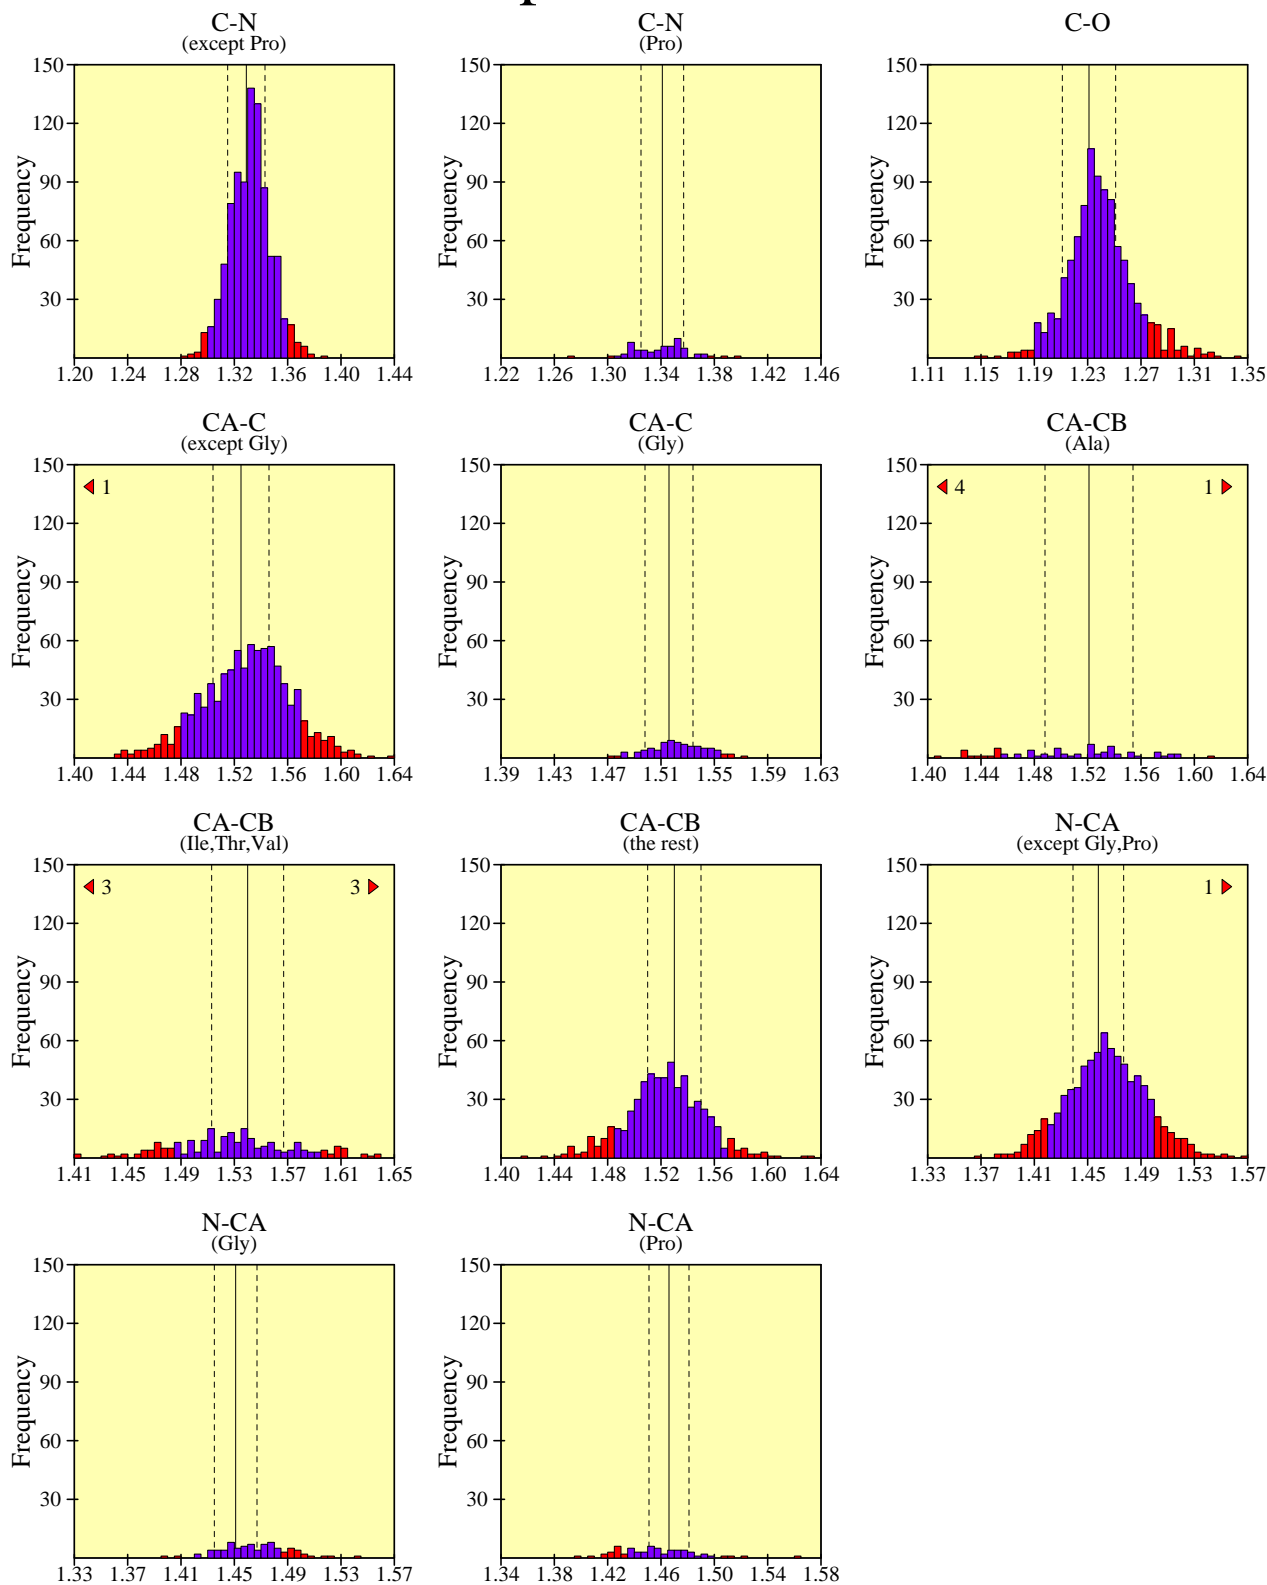 C-N
(except Pro)
C-N
(Pro)
C-O
150
120
90
60
30
Frequency
1.20 1.24 1.28 1.32 1.36 1.40 1.44
150
120
90
60
30
Frequency
1.22 1.26 1.30 1.34 1.38 1.42 1.46
150
120
90
60
30
Frequency
1.11 1.15 1.19 1.23 1.27 1.31 1.35
CA-C
(except Gly)
CA-C
(Gly)
CA-CB
(Ala)
150
120
90
60
30
Frequency
1
1.40 1.44 1.48 1.52 1.56 1.60 1.64
150
120
90
60
30
Frequency
1.39 1.43 1.47 1.51 1.55 1.59 1.63
150
120
90
60
30
Frequency
4 1
1.40 1.44 1.48 1.52 1.56 1.60 1.64
CA-CB
(Ile,Thr,Val)
CA-CB
(the rest)
N-CA
(except Gly,Pro)
150
120
90
60
30
Frequency
3 3
1.41 1.45 1.49 1.53 1.57 1.61 1.65
150
120
90
60
30
Frequency
1.40 1.44 1.48 1.52 1.56 1.60 1.64
150
120
90
60
30
Frequency
1
1.33 1.37 1.41 1.45 1.49 1.53 1.57
N-CA
(Gly)
N-CA
(Pro)
150
120
90
60
30
Frequency
1.33 1.37 1.41 1.45 1.49 1.53 1.57
150
120
90
60
30
Frequency
1.34 1.38 1.42 1.46 1.50 1.54 1.58